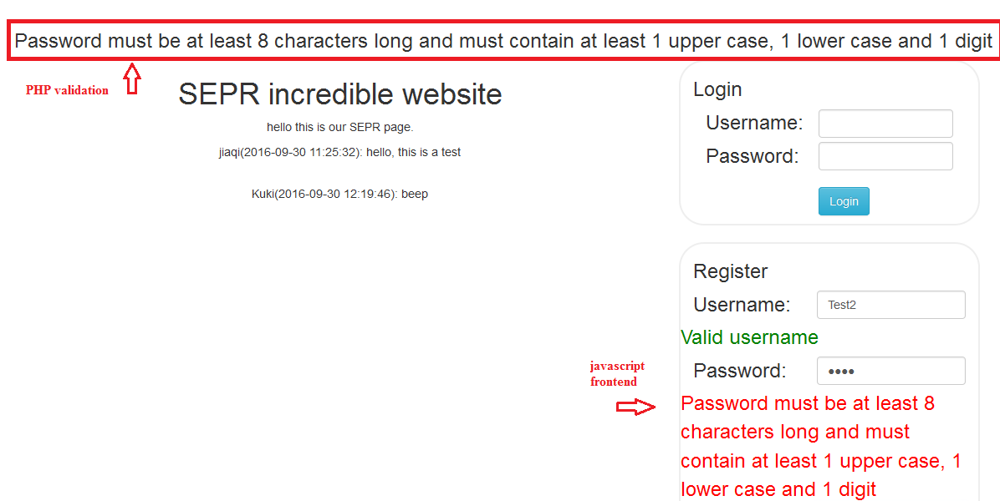 Password must be at least 8 characters long and must contain at least 1 upper case, 1 lower case and 1 digit
PHP validation
SEPR incredible website
hello this is our SEPR page.
jiaqi(2016-09-30 11:25:32): hello, this is a test
Kuki(2016-09-30 12:19:46): beep
Login
Username:
Password:
Login
Register
Username:
Test2
Valid username
Password:
••••
javascript
frontend
Password must be at least 8
characters long and must
contain at least 1 upper case, 1
lower case and 1 digit